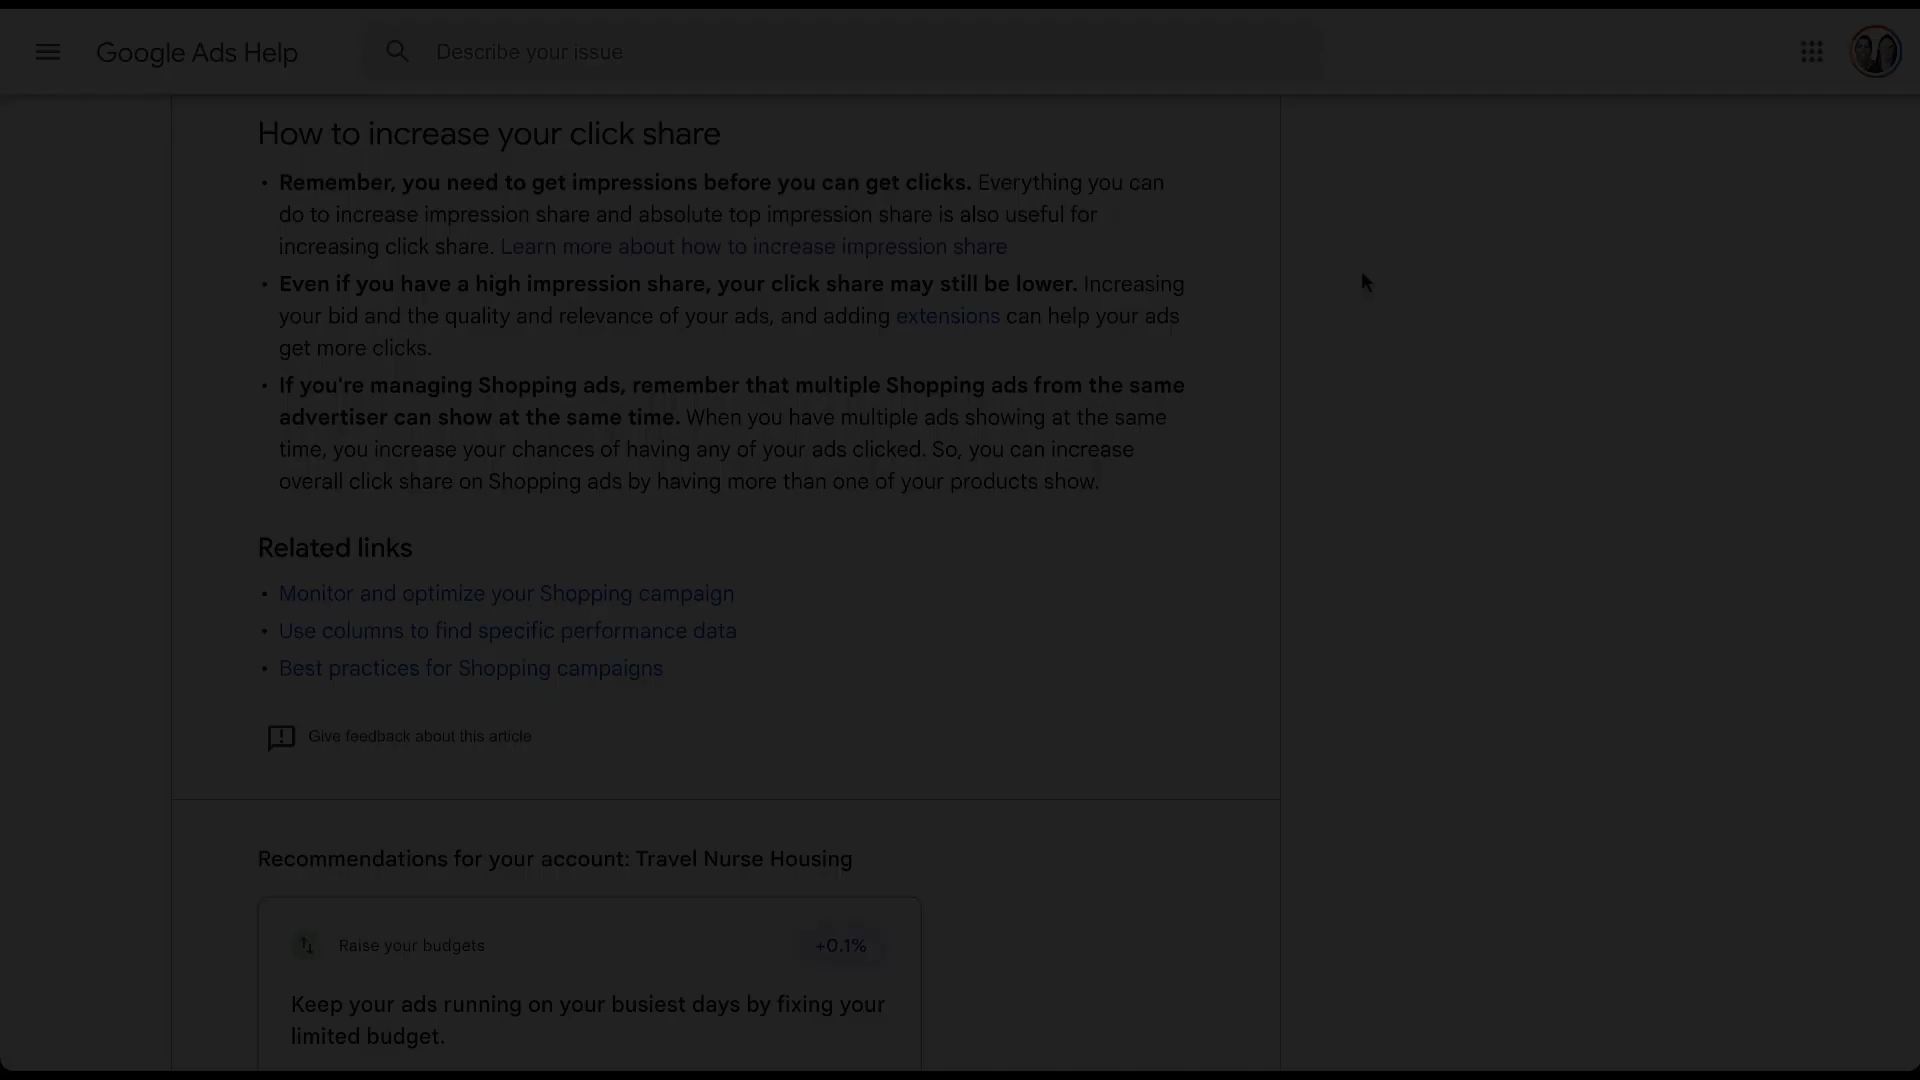 Google Ads Help
Describe your issue
How to increase your click share
• Remember, you need to get impressions before you can get clicks. Everything you can
do to increase impression share and absolute top impression share is also useful for
increasing click share. Learn more about how to increase impression share
• Even if you have a high impression share, your click share may still be lower. Increasing
your bid and the quality and relevance of your ads, and adding extensions can help your ads
get more clicks.
• If you're managing Shopping ads, remember that multiple Shopping ads from the same
advertiser can show at the same time. When you have multiple ads showing at the same
time, you increase your chances of having any of your ads clicked. So, you can increase
overall click share on Shopping ads by having more than one of your products show.
Related links
• Monitor and optimize your Shopping campaign
• Use columns to find specific performance data
• Best practices for Shopping campaigns
Give feedback about this article
Recommendations for your account: Travel Nurse Housing
Raise your budgets
+0.1%
Keep your ads running on your busiest days by fixing your
limited budget.